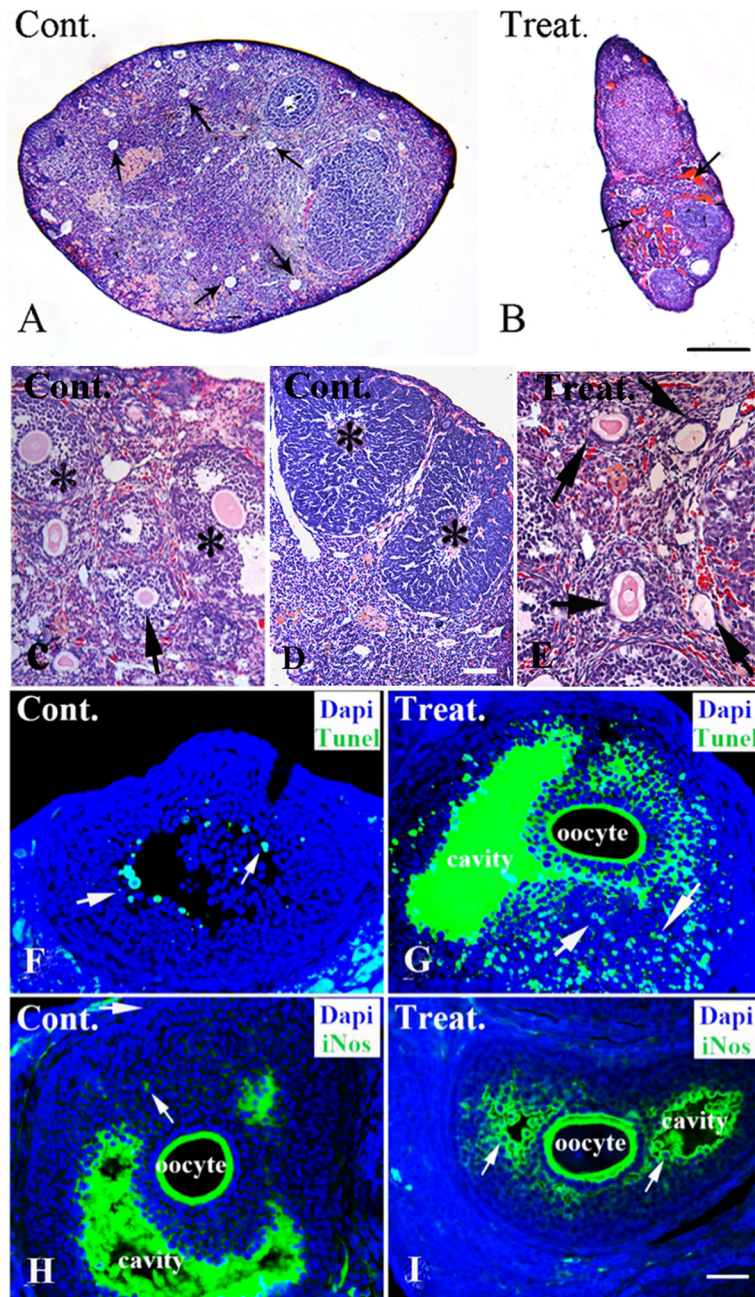 Cont.
Treat.
A
B
Cont.
Cont.
Treat.
*
*
*
*
C
D
E
Cont.
Dapi
Tunel
Treat.
Dapi
Tunel
oocyte
cavity
F
G
Cont.
Dapi
iNos
Treat.
Dapi
iNos
oocyte
cavity
oocyte
cavity
H
I